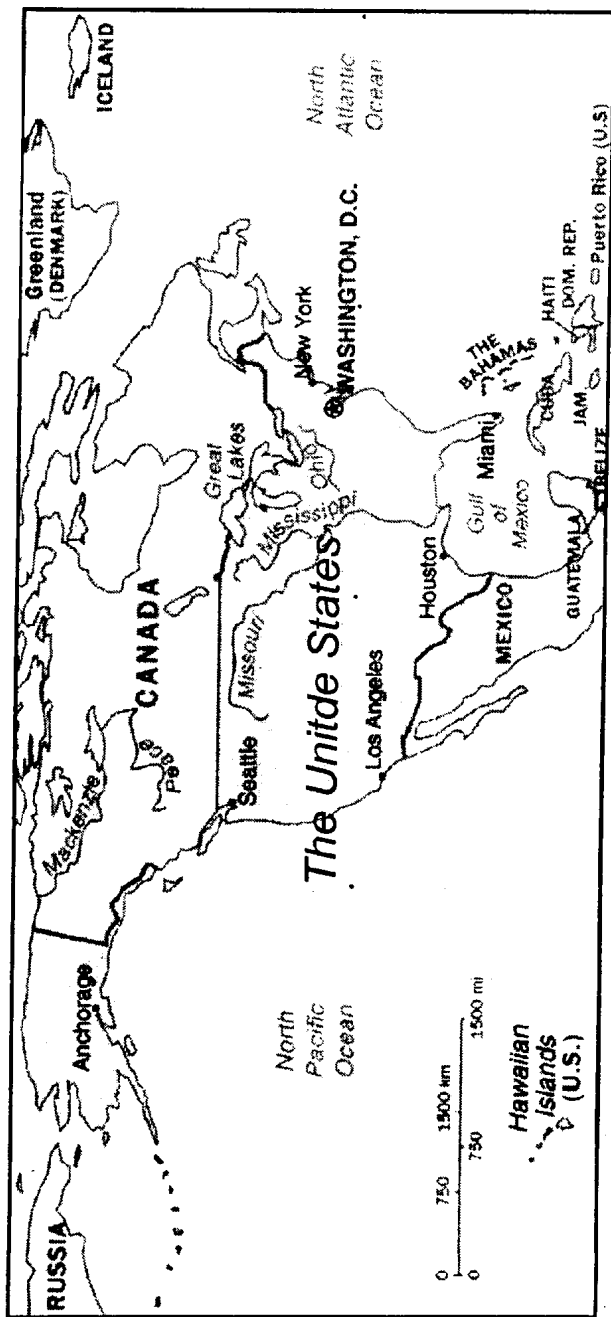 RUSSIA
Anchorage
Mackenzie
Peace
CANADA
Greenland
(DENMARK)
ICELAND
Great
Lakes
Seattle
Missouri
Mississippi
Ohio
New York
WASHINGTON, D.C.
The Unitde States
North
Atlantic
Ocean
North
Pacific
Ocean
Los Angeles
Houston
Miami
Gulf
of
Mexico
MEXICO
THE
BAHAMAS
CUBA
HAITI
DOM. REP.
JAM
Puerto Rico (U.S)
GUATEMALA
BELIZE
0 750 1500 km
0 750 1500 mi
Hawaiian
Islands
(U.S.)